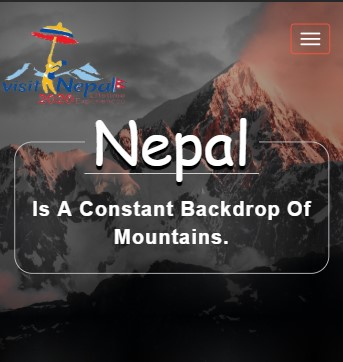 visit Nepal
Nepal
Is A Constant Backdrop Of
Mountains.